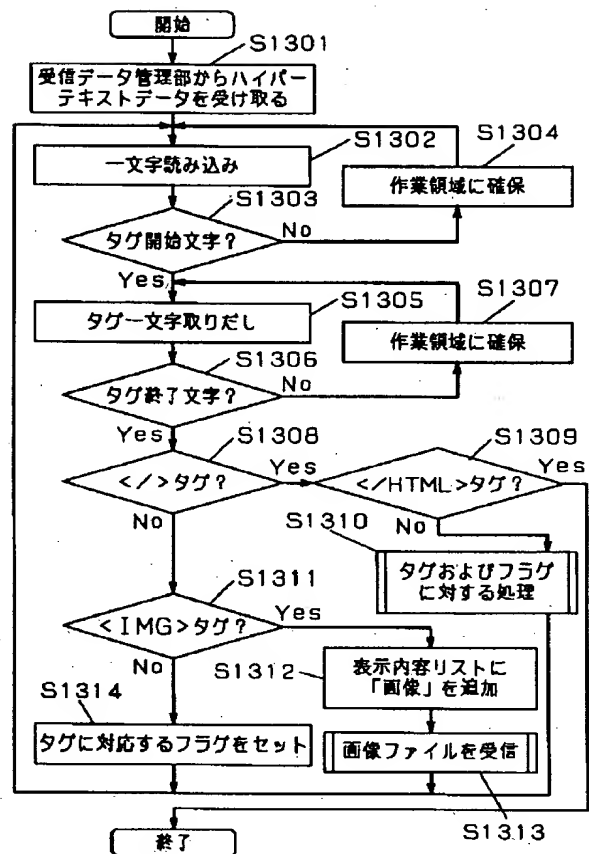 開始
S1301
受信データ管理部からハイパー
テキストデータを受け取る
S1302
一文字読み込み
S1304
作業領域に確保
S1303
タグ開始文字?
No
Yes
S1305
タグ一文字取りだし
S1307
作業領域に確保
S1306
タグ終了文字?
No
Yes
S1308
</>タグ?
Yes
No
S1309
</HTML>タグ?
Yes
No
S1310
タグおよびフラグ
に対する処理
S1311
<IMG>タグ?
Yes
No
S1312
表示内容リストに
「画像」を追加
S1314
タグに対応するフラグをセット
画像ファイルを受信
S1313
終了